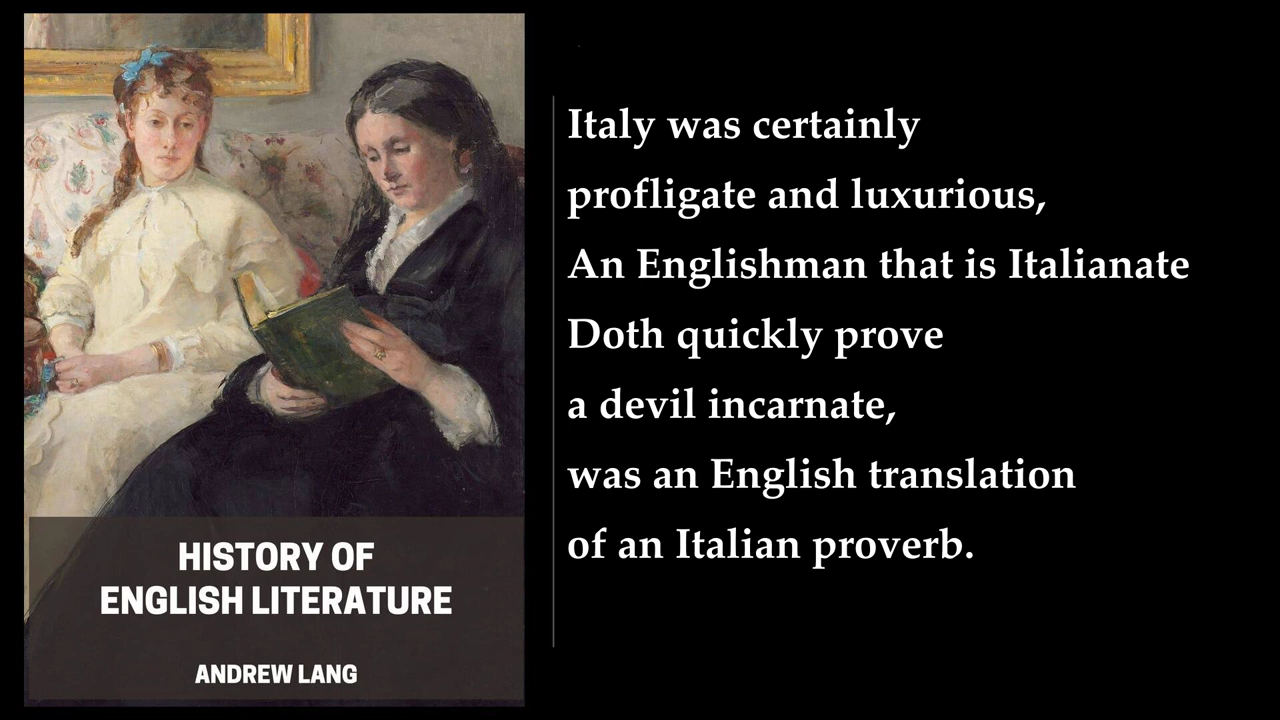 Italy was certainly
profligate and luxurious,
An Englishman that is Italianate
Doth quickly prove
a devil incarnate,
was an English translation
of an Italian proverb.
HISTORY OF
ENGLISH LITERATURE
ANDREW LANG